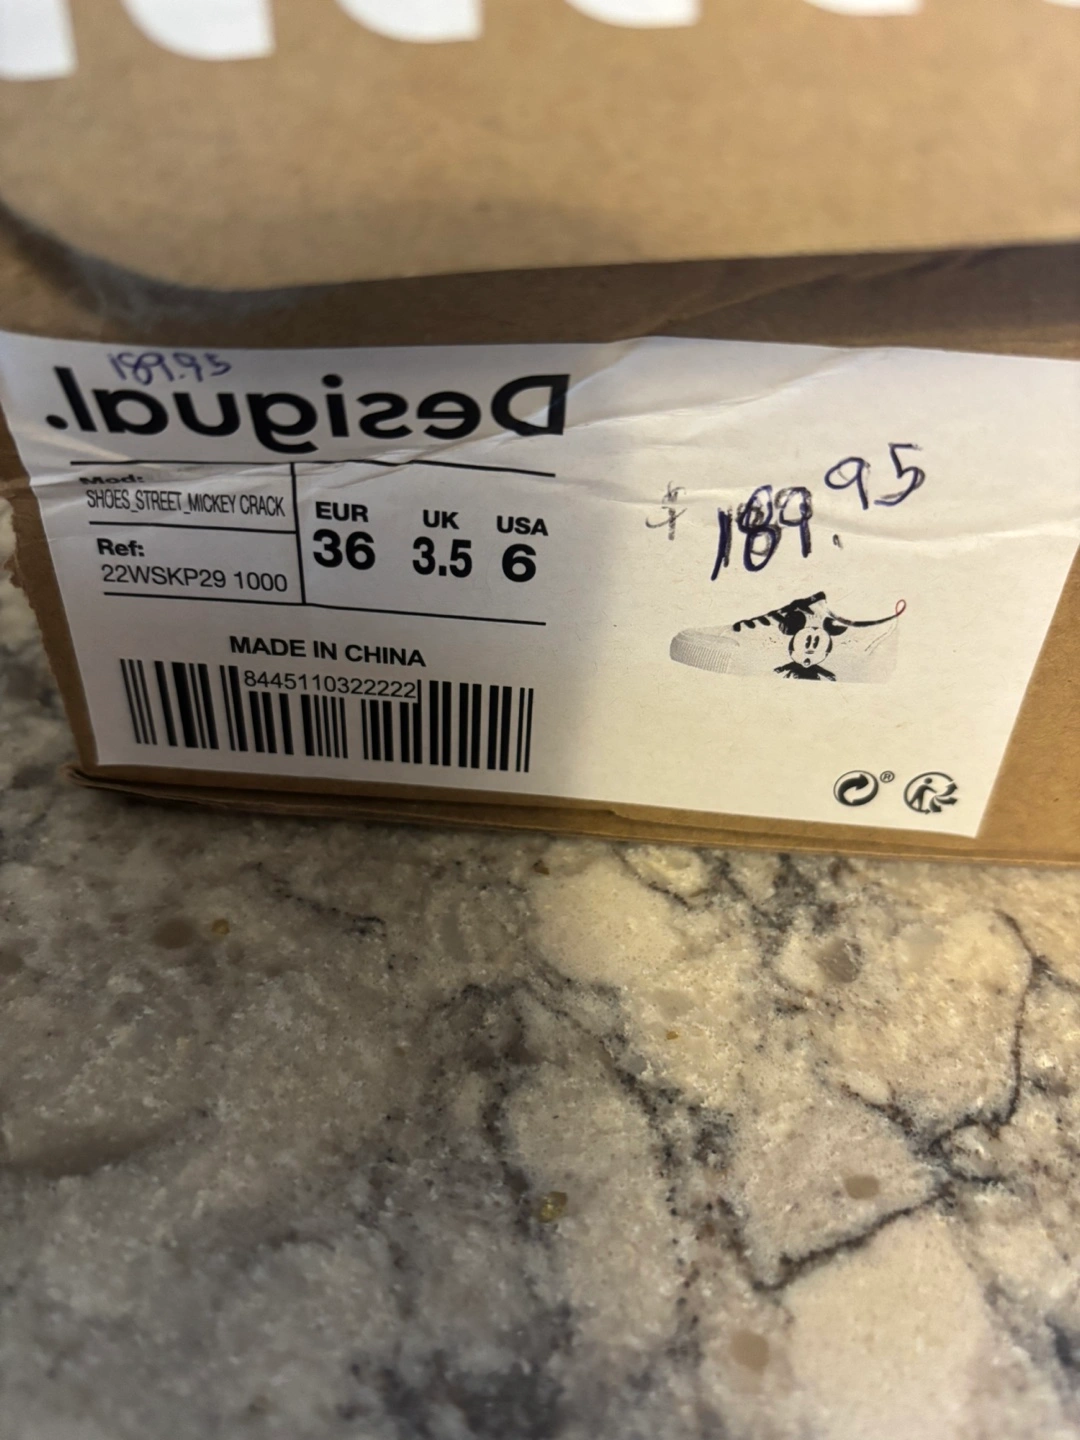 189.95
Desigual.
Mod:
SHOES_STREET_MICKEY CRACK
Ref:
22WSKP29 1000
EUR UK USA
36 3.5 6
$ 189.95
MADE IN CHINA
8445110322222
®